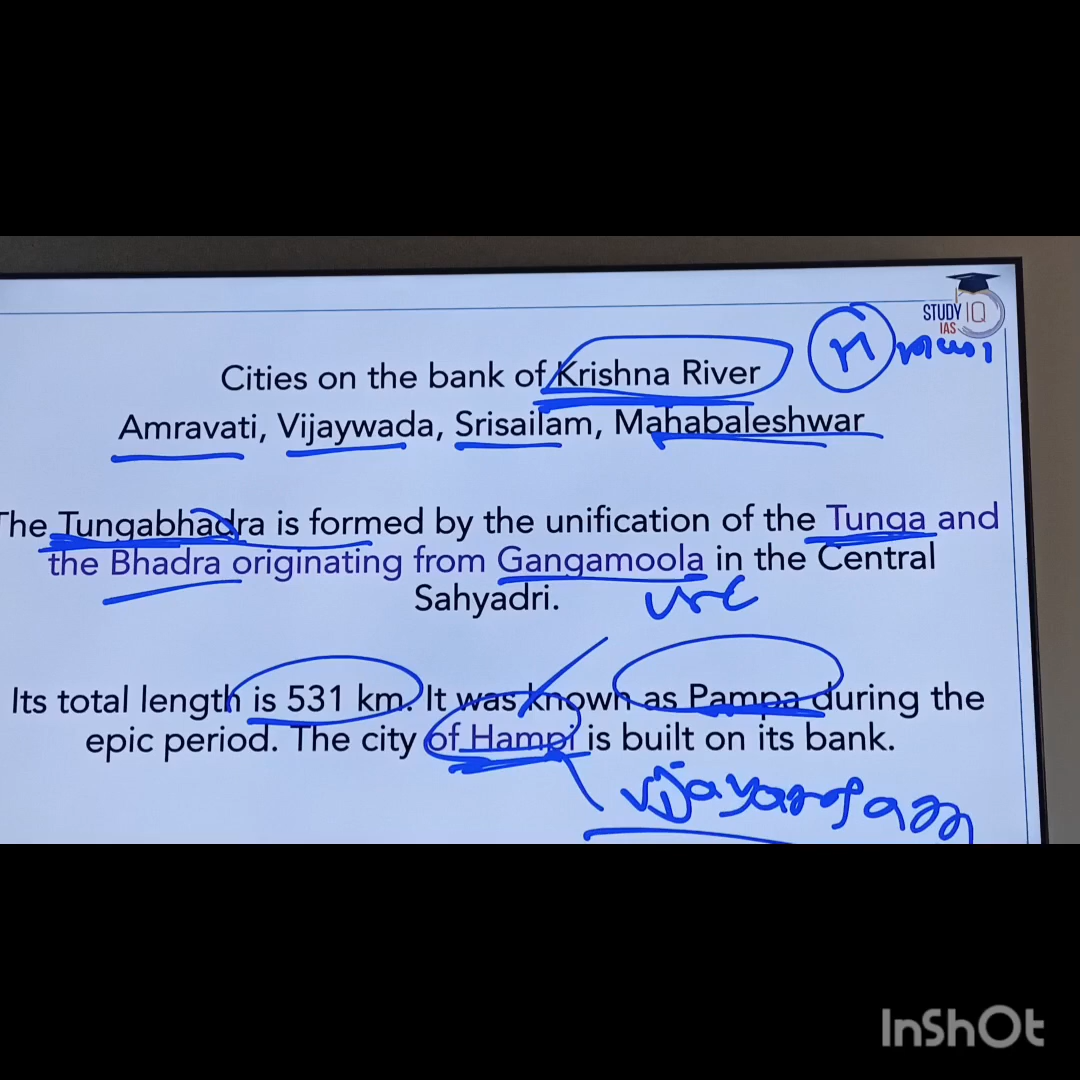 STUDY IQ
IAS
Cities on the bank of Krishna River
Amravati, Vijaywada, Srisailam, Mahabaleshwar
The Tungabhadra is formed by the unification of the Tunga and
the Bhadra originating from Gangamoola in the Central
Sahyadri.
Its total length is 531 km. It was known as Pampa during the
epic period. The city of Hampi is built on its bank.
InShOt